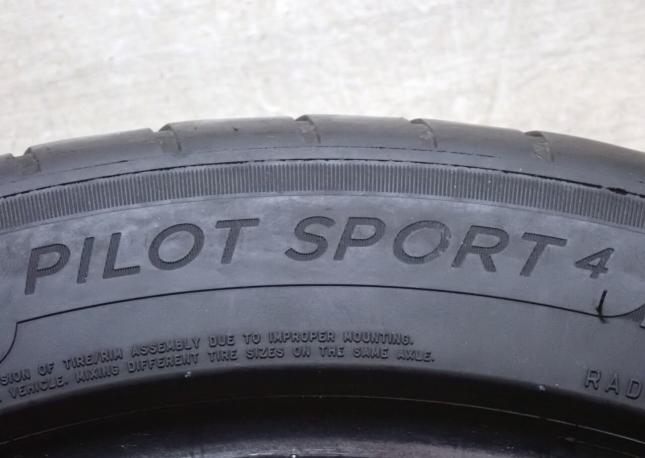 PILOT SPORT 4
SION OF TIRE/RIM ASSEMBLY DUE TO IMPROPER MOUNTING.
VEHICLE. MIXING DIFFERENT TIRE SIZES ON THE SAME AXLE.
RAD